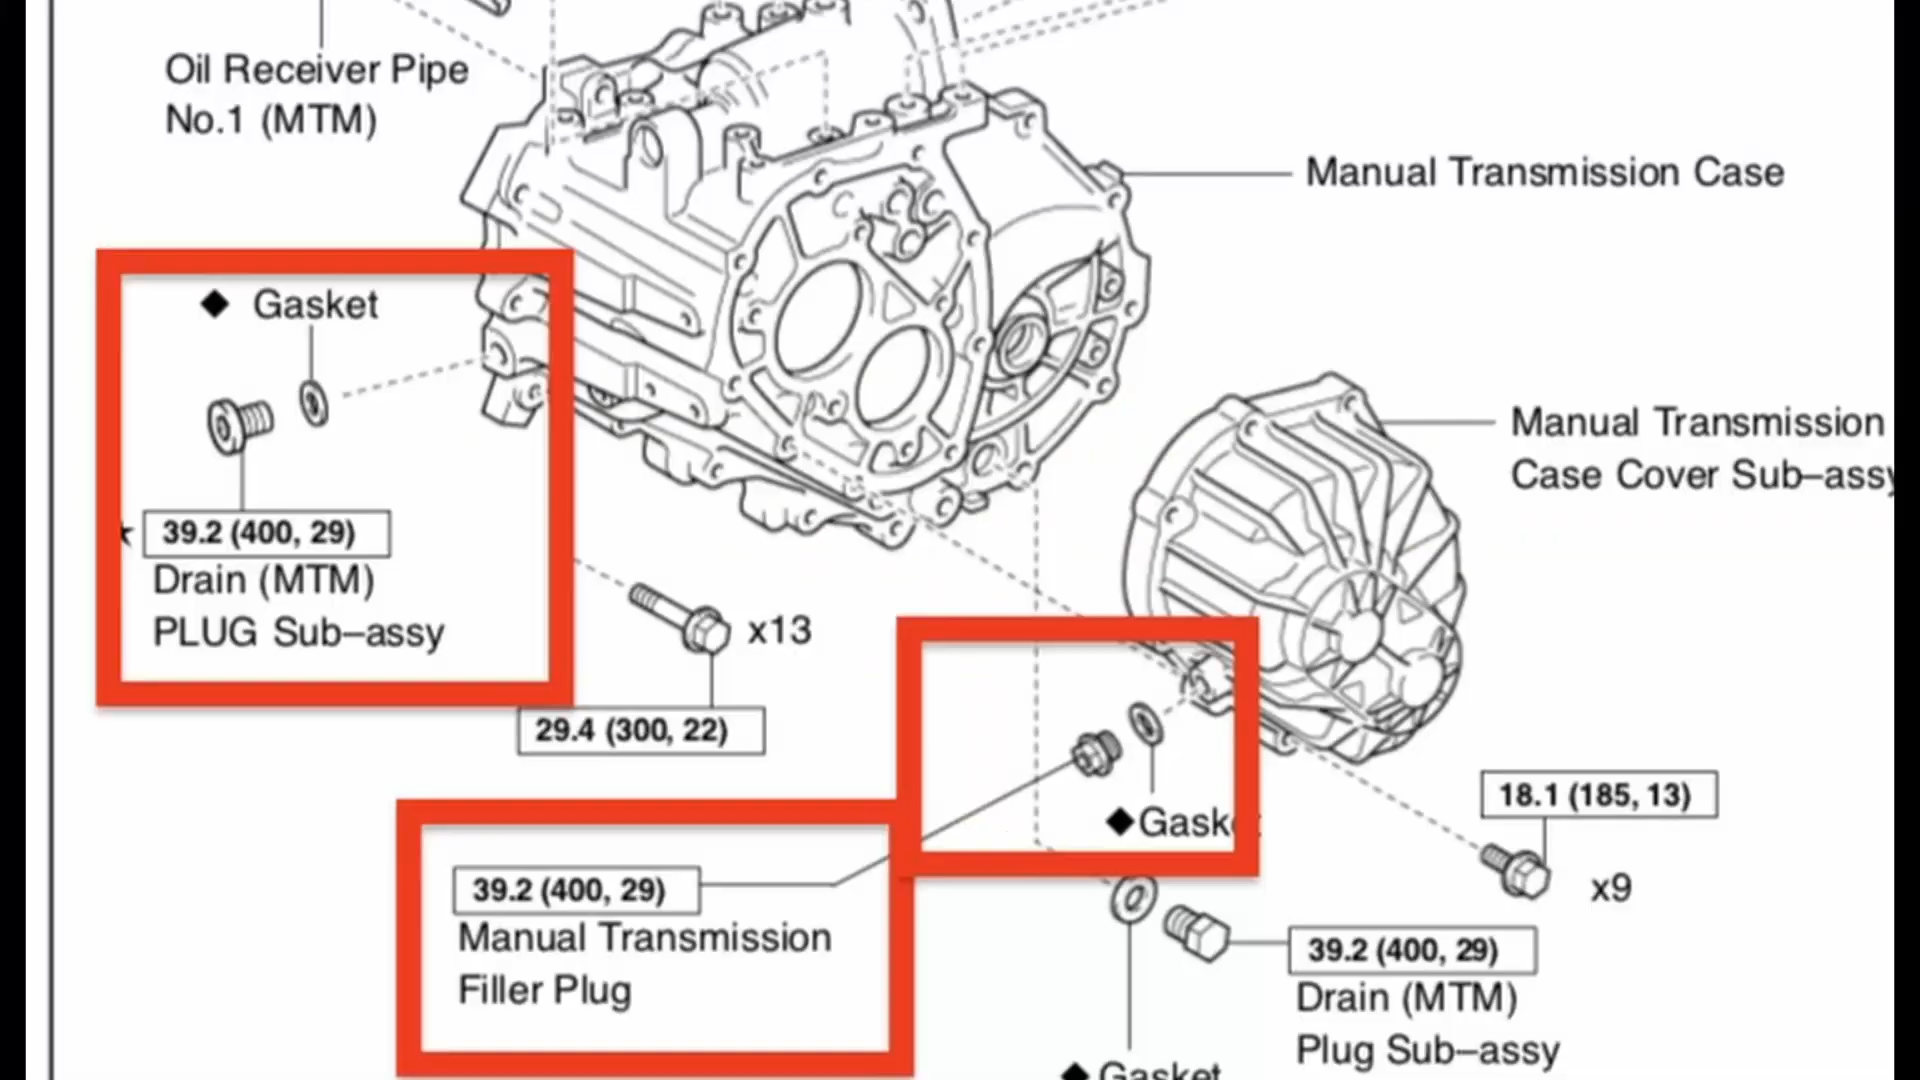 Oil Receiver Pipe
No.1 (MTM)
Manual Transmission Case
◆ Gasket
39.2 (400, 29)
Drain (MTM)
PLUG Sub–assy
Manual Transmission
Case Cover Sub–assy
x13
29.4 (300, 22)
◆Gasket
18.1 (185, 13)
x9
39.2 (400, 29)
Manual Transmission
Filler Plug
39.2 (400, 29)
Drain (MTM)
Plug Sub–assy
◆ Gasket